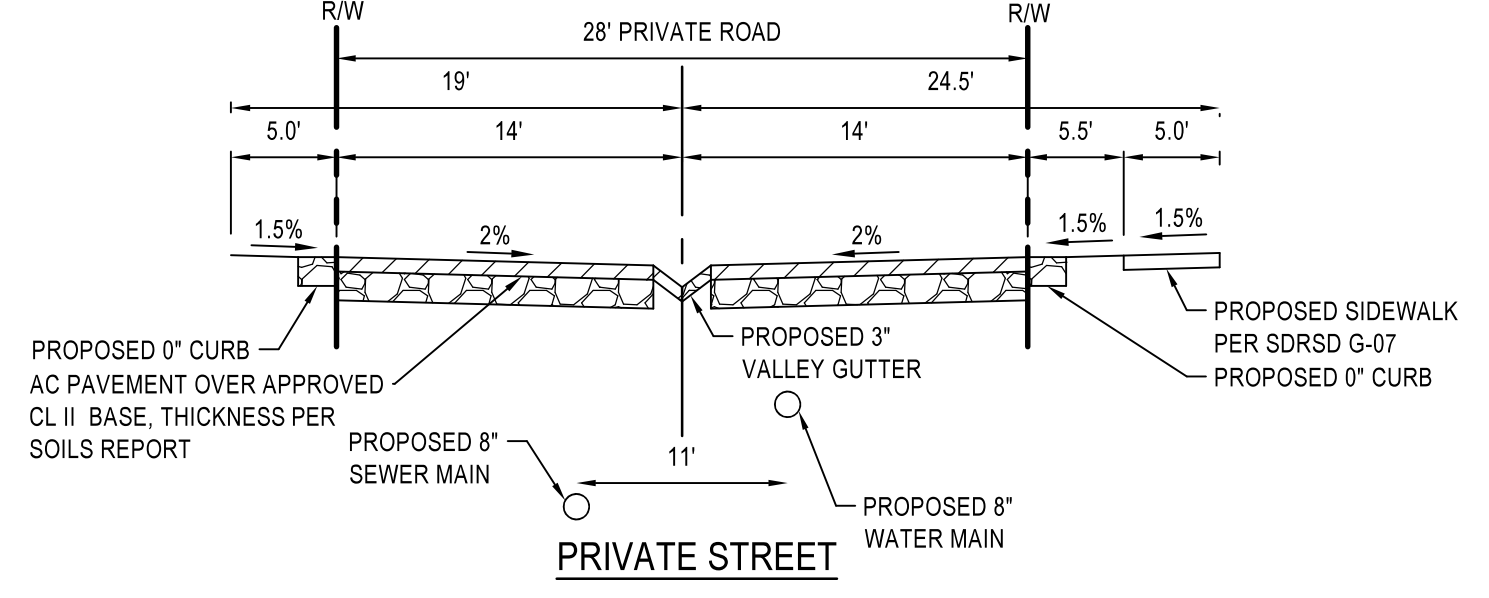 R/W
R/W
28' PRIVATE ROAD
19'
24.5'
5.0'
14'
14'
5.5'
5.0'
1.5%
2%
2%
1.5%
1.5%
PROPOSED 0" CURB
AC PAVEMENT OVER APPROVED
CL II BASE, THICKNESS PER
SOILS REPORT
PROPOSED 3"
VALLEY GUTTER
PROPOSED SIDEWALK
PER SDRSD G-07
PROPOSED 0" CURB
PROPOSED 8"
SEWER MAIN
11'
PROPOSED 8"
WATER MAIN
PRIVATE STREET